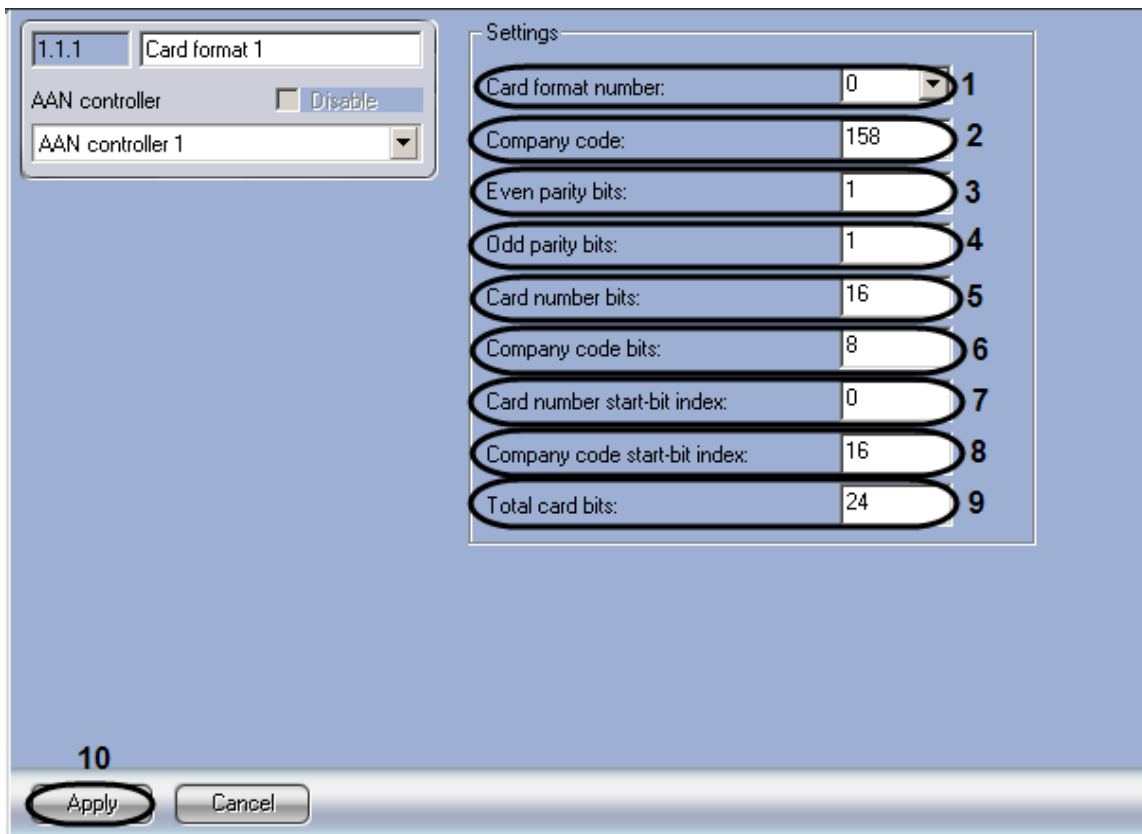 1.1.1 Card format 1
AAN controller Disable
AAN controller 1
Settings
Card format number: 0 1
Company code: 158 2
Even parity bits: 1 3
Odd parity bits: 1 4
Card number bits: 16 5
Company code bits: 8 6
Card number start-bit index: 0 7
Company code start-bit index: 16 8
Total card bits: 24 9
10
Apply Cancel